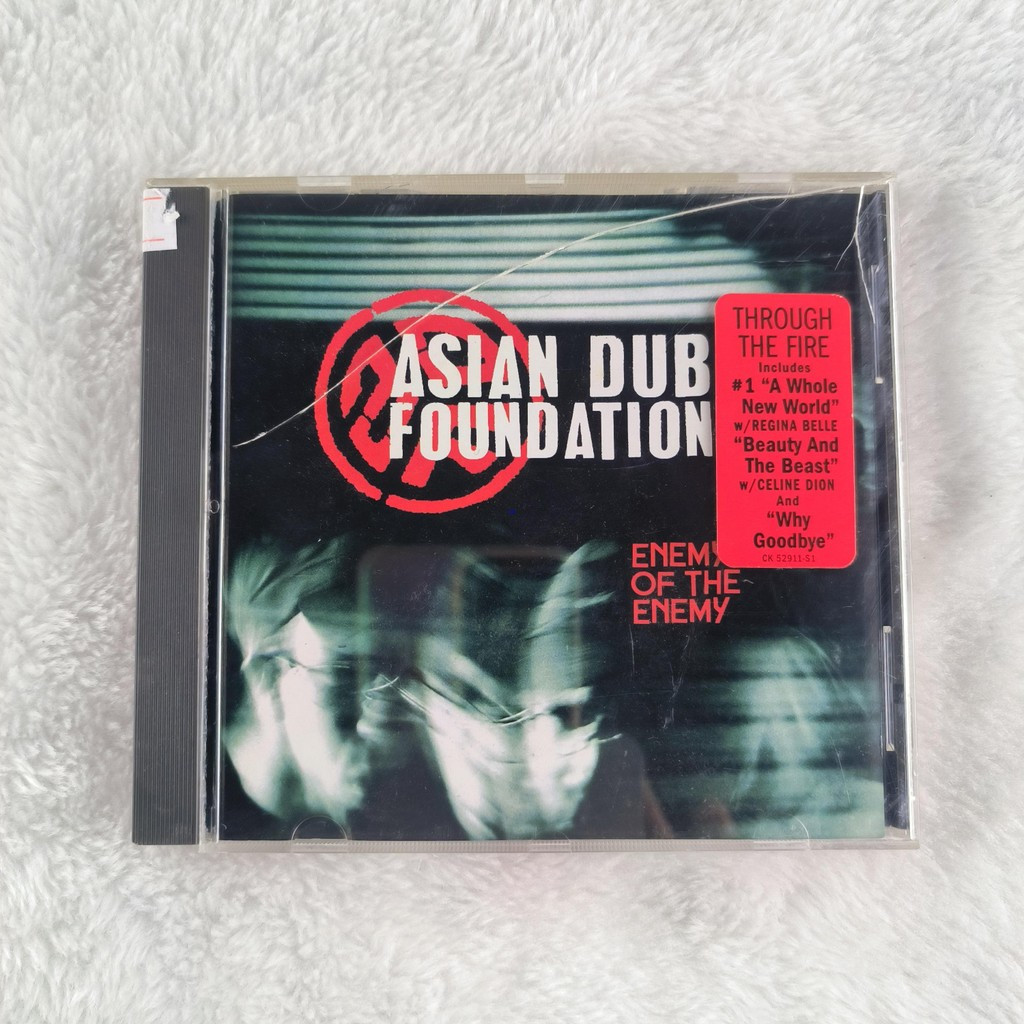 ASIAN DUB
FOUNDATION
ENEMY
OF THE
ENEMY
THROUGH
THE FIRE
Includes
#1 "A Whole
New World"
w/REGINA BELLE
"Beauty And
The Beast"
w/CELINE DION
And
"Why
Goodbye"
CK 52911-S1